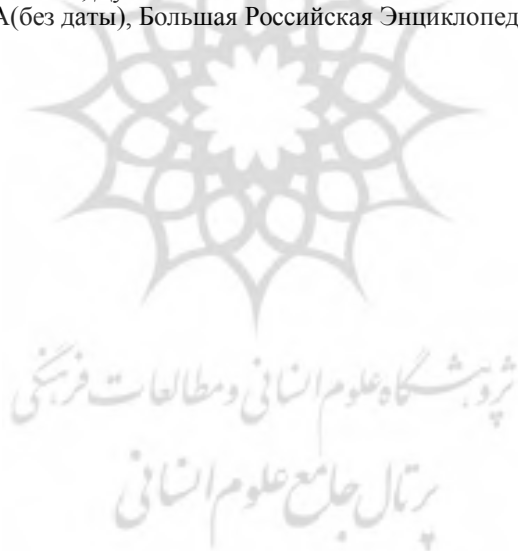 А(без даты), Большая Российская Энциклопед
پژوهشگاه علوم انسانی و مطالعات فرهنگی
پرتال جامع علوم انسانی